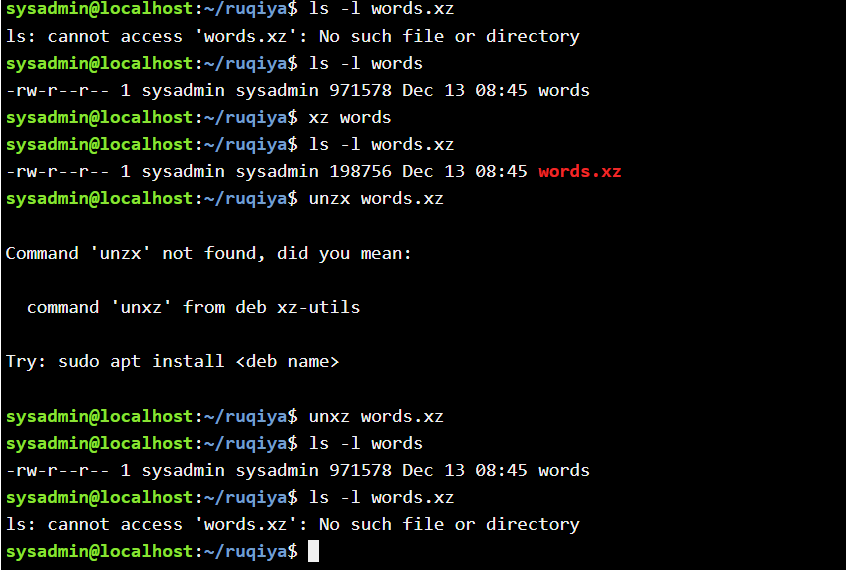 sysadmin@localhost:~/ruqiya$ ls -l words.xz
ls: cannot access 'words.xz': No such file or directory
sysadmin@localhost:~/ruqiya$ ls -l words
-rw-r--r-- 1 sysadmin sysadmin 971578 Dec 13 08:45 words
sysadmin@localhost:~/ruqiya$ xz words
sysadmin@localhost:~/ruqiya$ ls -l words.xz
-rw-r--r-- 1 sysadmin sysadmin 198756 Dec 13 08:45 words.xz
sysadmin@localhost:~/ruqiya$ unzx words.xz
Command 'unzx' not found, did you mean:
command 'unxz' from deb xz-utils
Try: sudo apt install <deb name>
sysadmin@localhost:~/ruqiya$ unxz words.xz
sysadmin@localhost:~/ruqiya$ ls -l words
-rw-r--r-- 1 sysadmin sysadmin 971578 Dec 13 08:45 words
sysadmin@localhost:~/ruqiya$ ls -l words.xz
ls: cannot access 'words.xz': No such file or directory
sysadmin@localhost:~/ruqiya$